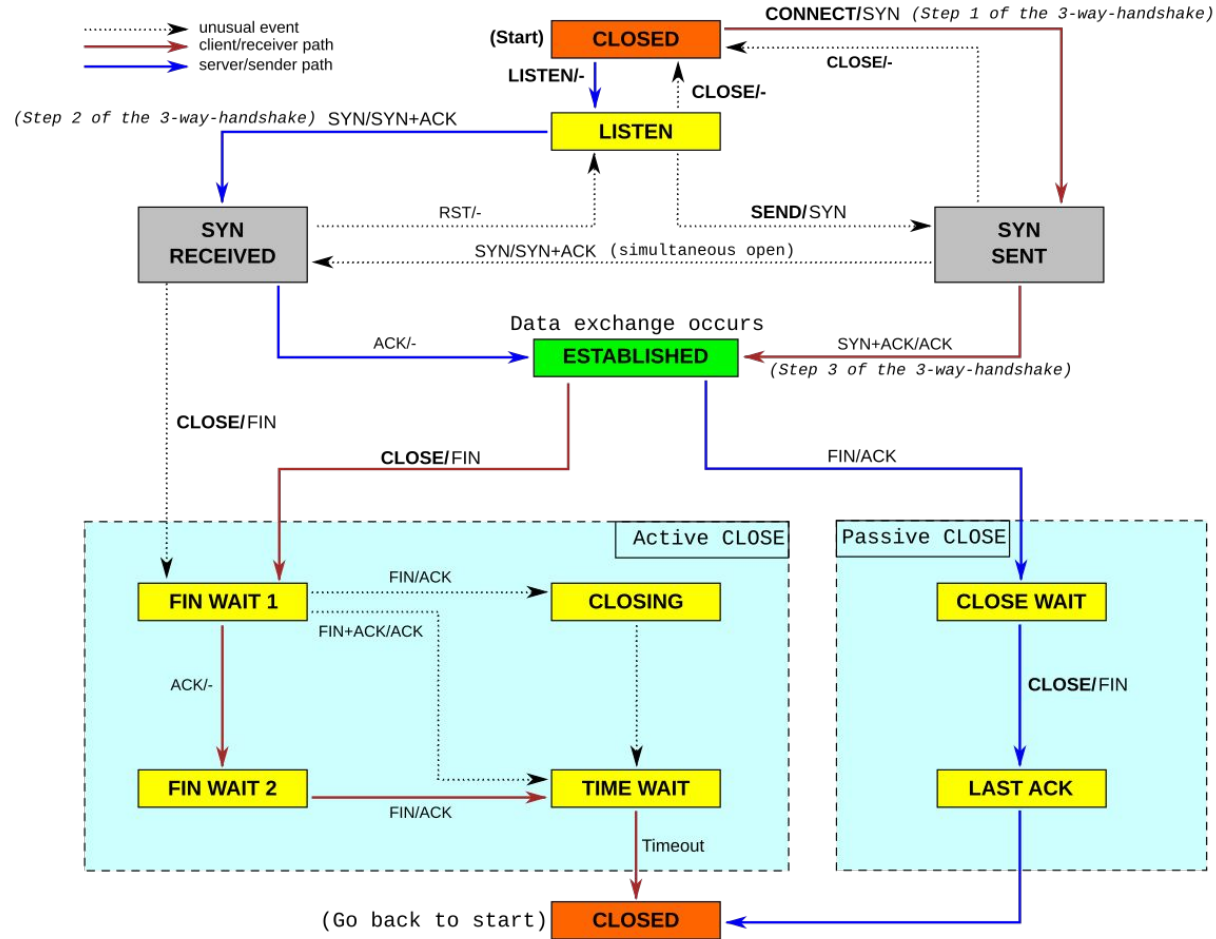 CONNECT/SYN (Step 1 of the 3-way-handshake)
unusual event
client/receiver path
server/sender path
(Start)
CLOSED
CLOSE/-
LISTEN/-
CLOSE/-
(Step 2 of the 3-way-handshake) SYN/SYN+ACK
LISTEN
RST/-
SEND/SYN
SYN
RECEIVED
SYN
SENT
SYN/SYN+ACK (simultaneous open)
Data exchange occurs
ACK/-
ESTABLISHED
SYN+ACK/ACK
(Step 3 of the 3-way-handshake)
CLOSE/FIN
CLOSE/FIN
FIN/ACK
Active CLOSE
Passive CLOSE
FIN WAIT 1
FIN/ACK
CLOSING
CLOSE WAIT
FIN+ACK/ACK
ACK/-
CLOSE/FIN
FIN WAIT 2
TIME WAIT
LAST ACK
FIN/ACK
Timeout
(Go back to start)
CLOSED